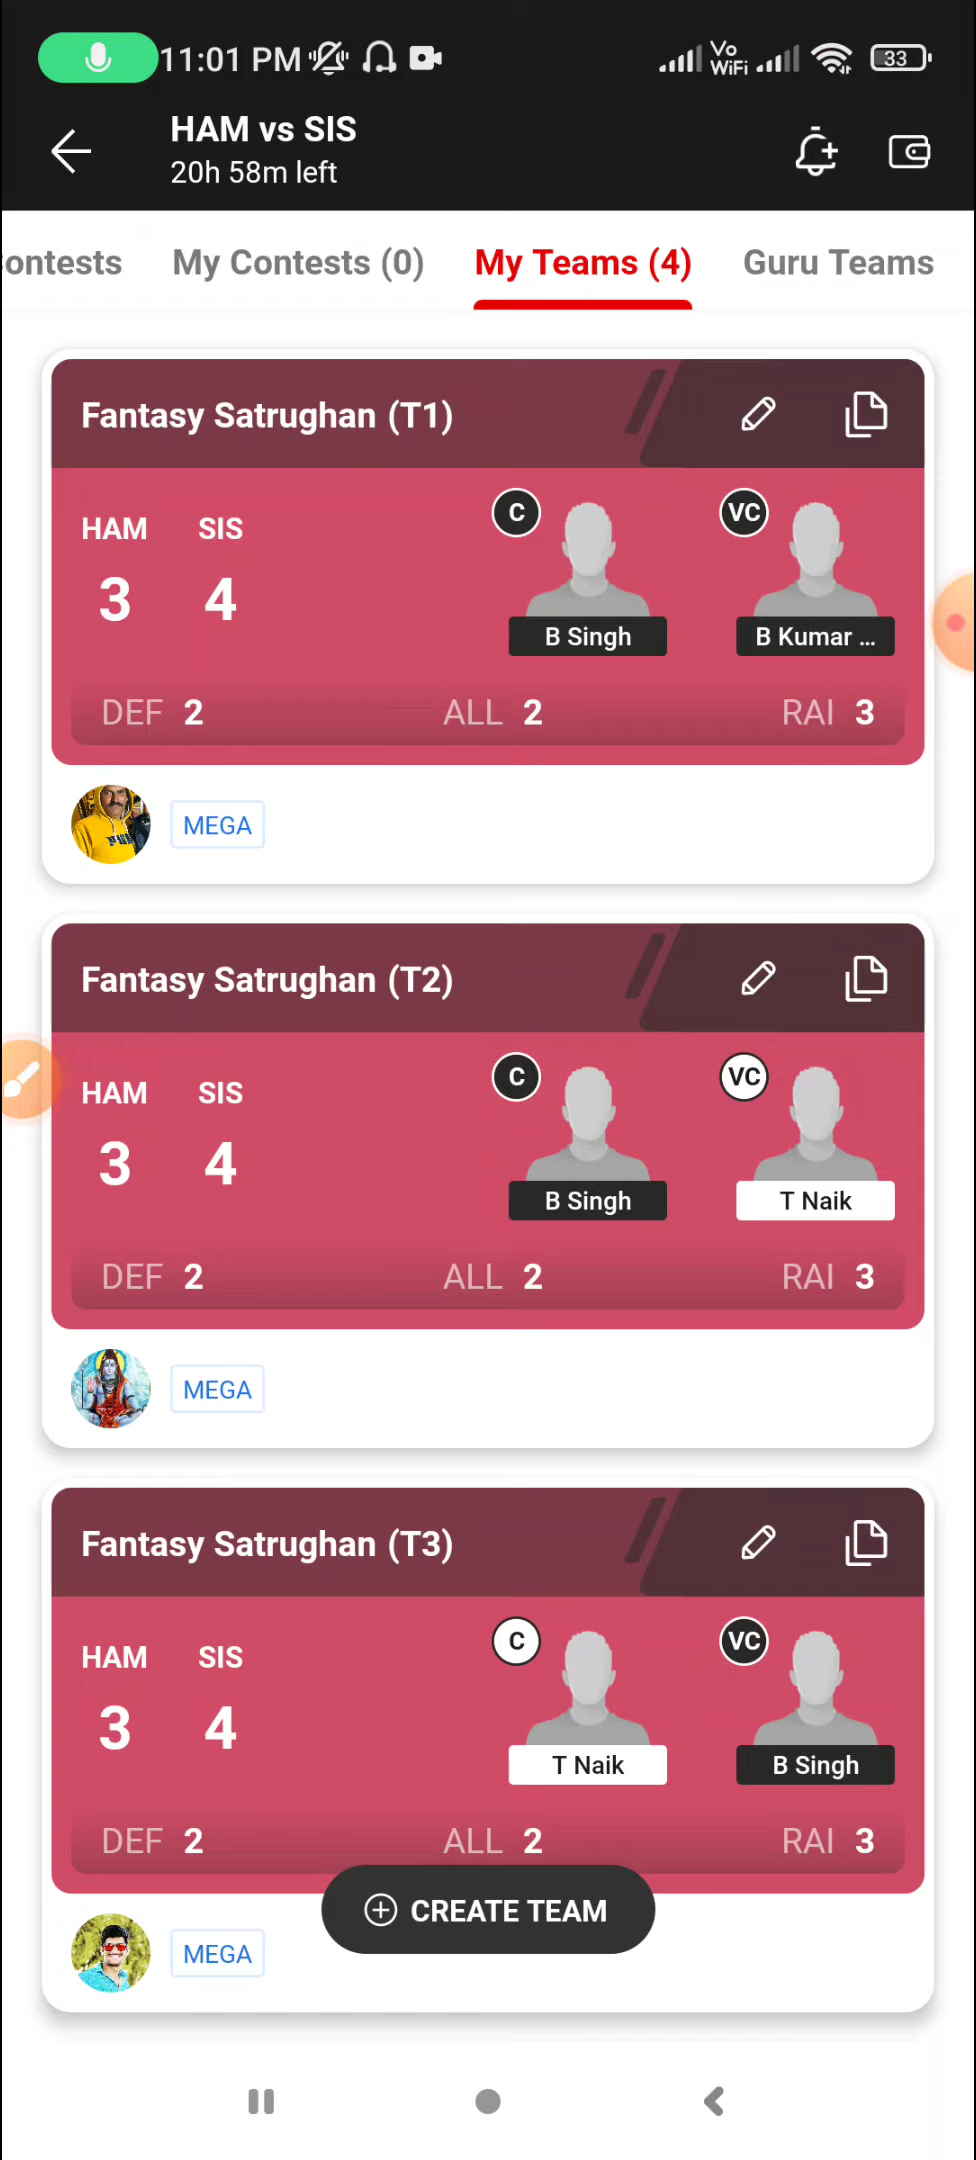 11:01 PM
Vo WiFi
33
HAM vs SIS
20h 58m left
ontests
My Contests (0)
My Teams (4)
Guru Teams
Fantasy Satrughan (T1)
HAM SIS
3 4
C
VC
B Singh
B Kumar ...
DEF 2
ALL 2
RAI 3
MEGA
Fantasy Satrughan (T2)
HAM SIS
3 4
C
VC
B Singh
T Naik
DEF 2
ALL 2
RAI 3
MEGA
Fantasy Satrughan (T3)
HAM SIS
3 4
C
VC
T Naik
B Singh
DEF 2
ALL 2
RAI 3
CREATE TEAM
MEGA